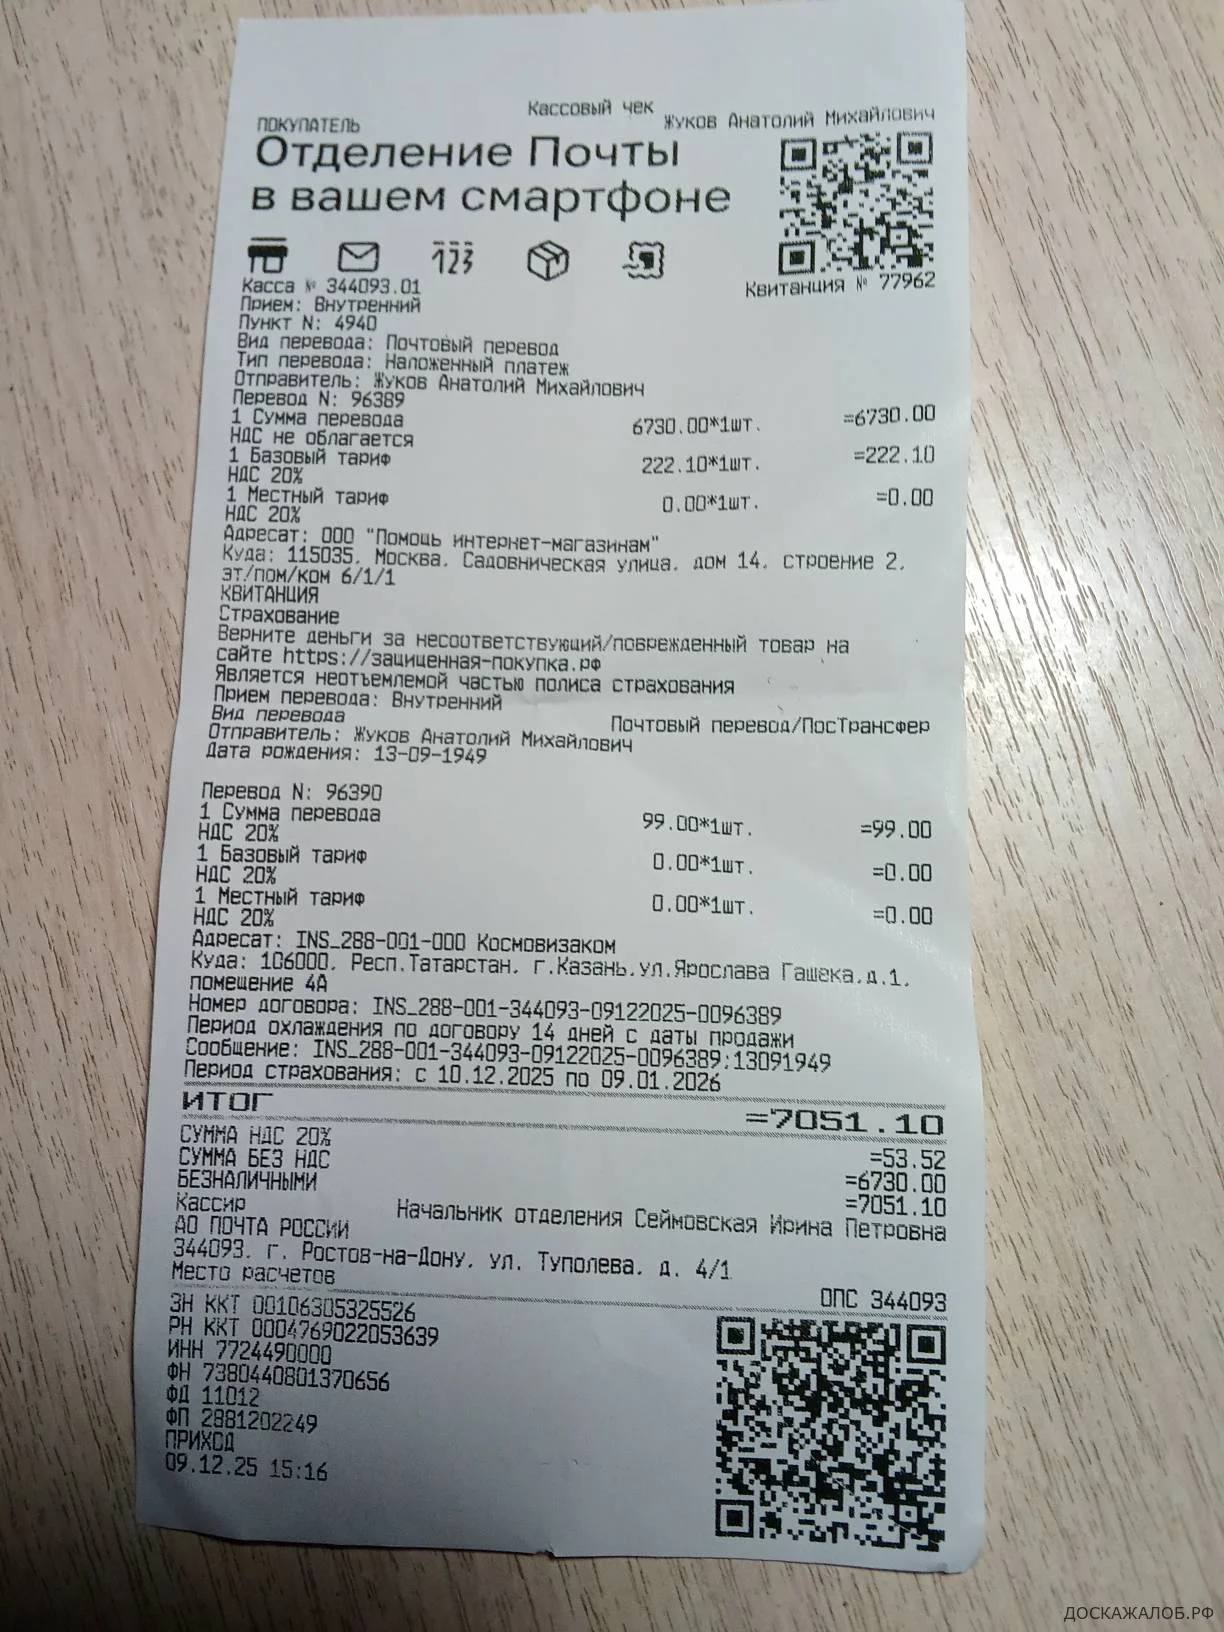 Кассовый чек
ПОКУПАТЕЛЬ
Жуков Анатолий Михайлович
Отделение Почты
в вашем смартфоне
123
Касса № 344093.01
Квитанция № 77962
Прием: Внутренний
Пункт N: 4940
Вид перевода: Почтовый перевод
Тип перевода: Наложенный платеж
Отправитель: Жуков Анатолий Михайлович
Перевод N: 96389
1 Сумма перевода 6730.00*1шт. =6730.00
НДС не облагается
1 Базовый тариф 222.10*1шт. =222.10
НДС 20%
1 Местный тариф 0.00*1шт. =0.00
НДС 20%
Адресат: ООО "Помощь интернет-магазинам"
Куда: 115035, Москва, Садовническая улица, дом 14, строение 2,
эт/пом/ком 6/1/1
КВИТАНЦИЯ
Страхование
Верните деньги за несоответствующий/поврежденный товар на
сайте https://защищенная-покупка.рф
Является неотъемлемой частью полиса страхования
Прием перевода: Внутренний
Вид перевода Почтовый перевод/ПосТрансфер
Отправитель: Жуков Анатолий Михайлович
Дата рождения: 13-09-1949
Перевод N: 96390
1 Сумма перевода 99.00*1шт. =99.00
НДС 20%
1 Базовый тариф 0.00*1шт. =0.00
НДС 20%
1 Местный тариф 0.00*1шт. =0.00
НДС 20%
Адресат: INS_288-001-000 Космовизаком
Куда: 106000, Респ.Татарстан, г.Казань,ул.Ярослава Гашека,д.1,
помещение 4А
Номер договора: INS_288-001-344093-09122025-0096389
Период охлаждения по договору 14 дней с даты продажи
Сообщение: INS_288-001-344093-09122025-0096389;13091949
Период страхования: с 10.12.2025 по 09.01.2026
ИТОГ =7051.10
СУММА НДС 20% =53.52
СУММА БЕЗ НДС =6730.00
БЕЗНАЛИЧНЫМИ =7051.10
Кассир Начальник отделения Сеймовская Ирина Петровна
АО ПОЧТА РОССИИ
344093, г. Ростов-на-Дону, ул. Туполева, д. 4/1
Место расчетов ОПС 344093
ЗН ККТ 00106305325526
РН ККТ 0004769022053639
ИНН 7724490000
ФН 7380440801370656
ФД 11012
ФП 2881202249
ПРИХОД
09.12.25 15:16
ДОСКАЖАЛОБ.РФ